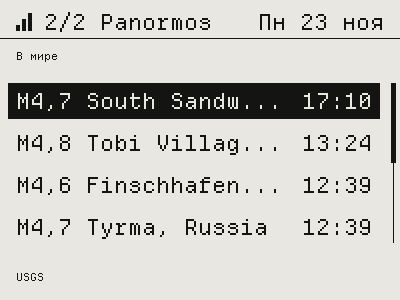 2/2 Panormos Пн 23 ноя
В мире
M4,7 South Sandw... 17:10
M4,8 Tobi Villag... 13:24
M4,6 Finschhafen... 12:39
M4,7 Tyrma, Russia 12:39
USGS